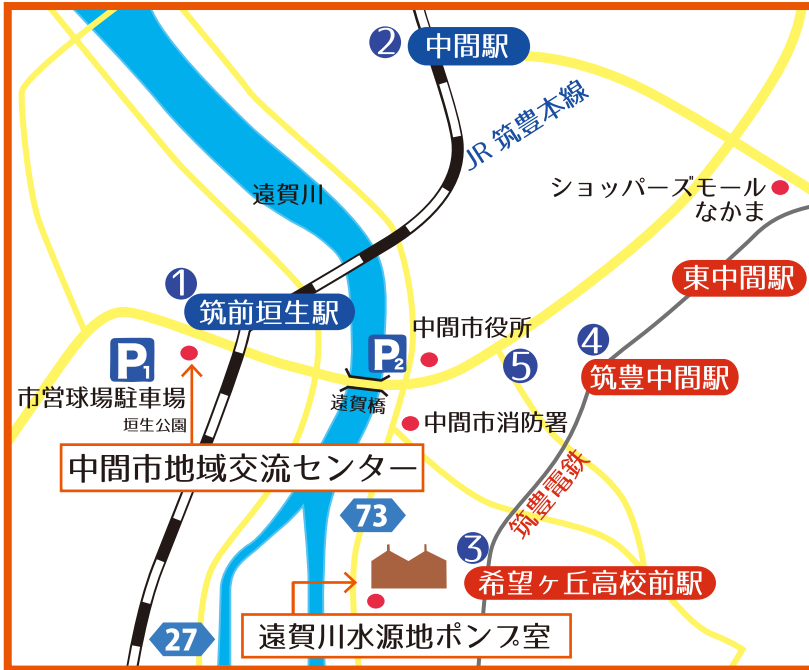 ② 中間駅
JR 筑豊本線
ショッパーズモール
なかま
遠賀川
東中間駅
①
筑前垣生駅
中間市役所
P1
P2
④
⑤
筑豊中間駅
市営球場駐車場
垣生公園
遠賀橋
中間市消防署
中間市地域交流センター
筑豊電鉄
73
③
希望ヶ丘高校前駅
27
遠賀川水源地ポンプ室